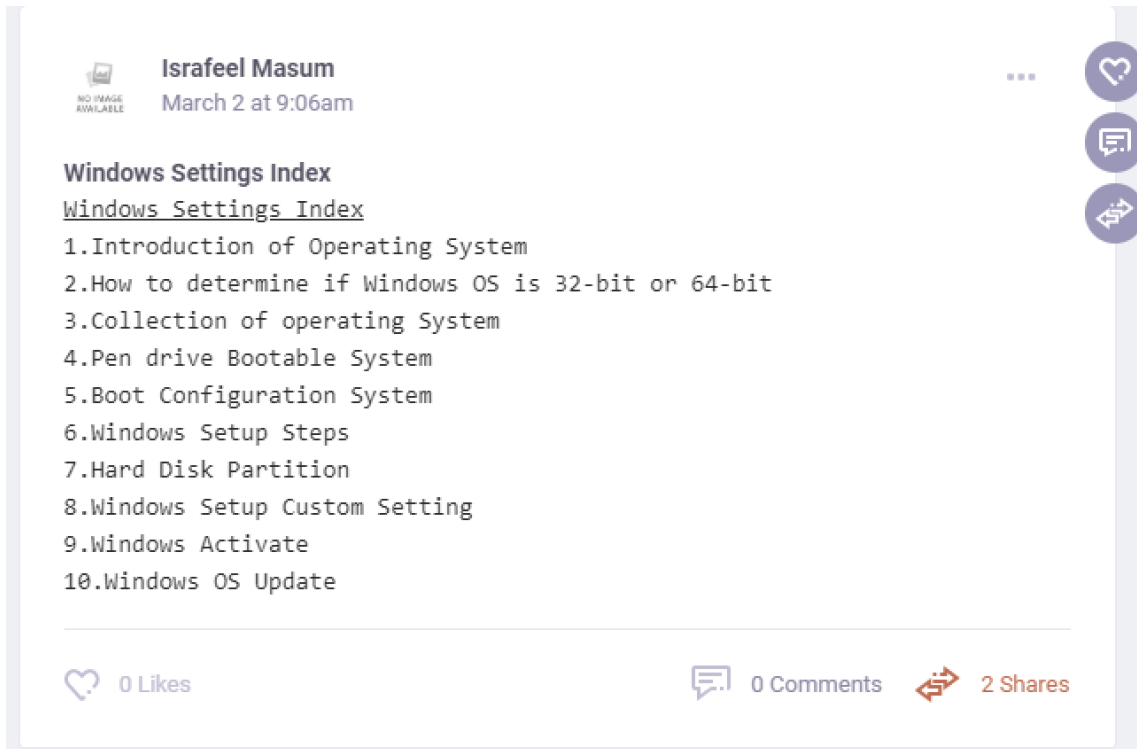 Israfeel Masum
March 2 at 9:06am
NO IMAGE
AVAILABLE
Windows Settings Index
Windows Settings Index
1.Introduction of Operating System
2.How to determine if Windows OS is 32-bit or 64-bit
3.Collection of operating System
4.Pen drive Bootable System
5.Boot Configuration System
6.Windows Setup Steps
7.Hard Disk Partition
8.Windows Setup Custom Setting
9.Windows Activate
10.Windows OS Update
0 Likes
0 Comments
2 Shares